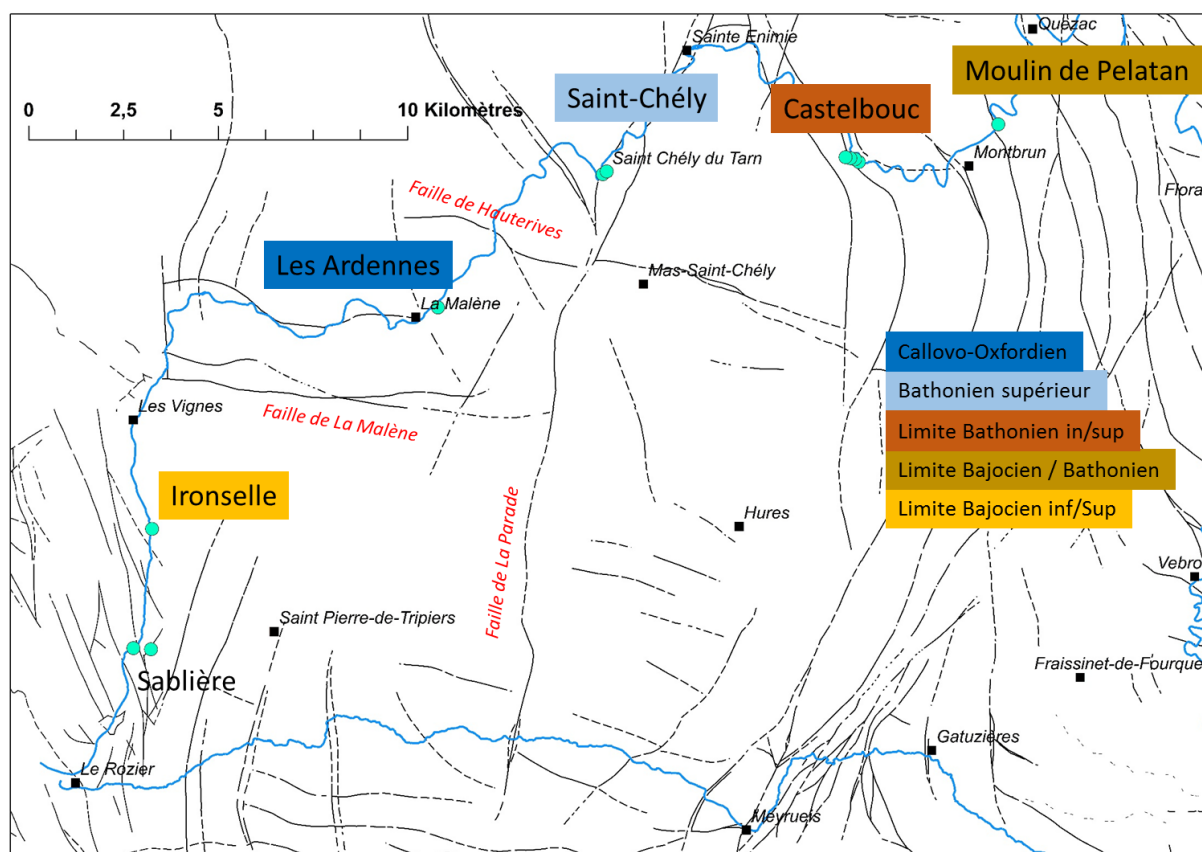 Quézac
Sainte Enimie
Moulin de Pelatan
Saint-Chély
Castelbouc
0
2,5
5
10 Kilomètres
Saint Chély du Tarn
Montbrun
Flora
Faille de Hauterives
Les Ardennes
Mas-Saint-Chély
La Malène
Callovo-Oxfordien
Bathonien supérieur
Limite Bathonien in/sup
Limite Bajocien / Bathonien
Limite Bajocien inf/Sup
Les Vignes
Faille de La Malène
Ironselle
Hures
Faille de La Parade
Vebro
Saint Pierre-de-Tripiers
Fraissinet-de-Fourque
Sablière
Gatuzières
Le Rozier
Meyrueis